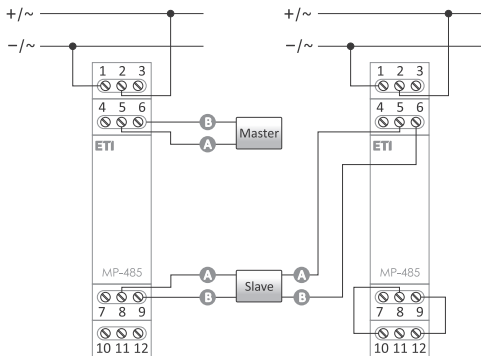 +/~ +/~
−/~ −/~
1 2 3 1 2 3
4 5 6 4 5 6
B Master
A
ETI ETI
MP-485 MP-485
A Slave A
B B
7 8 9 7 8 9
10 11 12 10 11 12